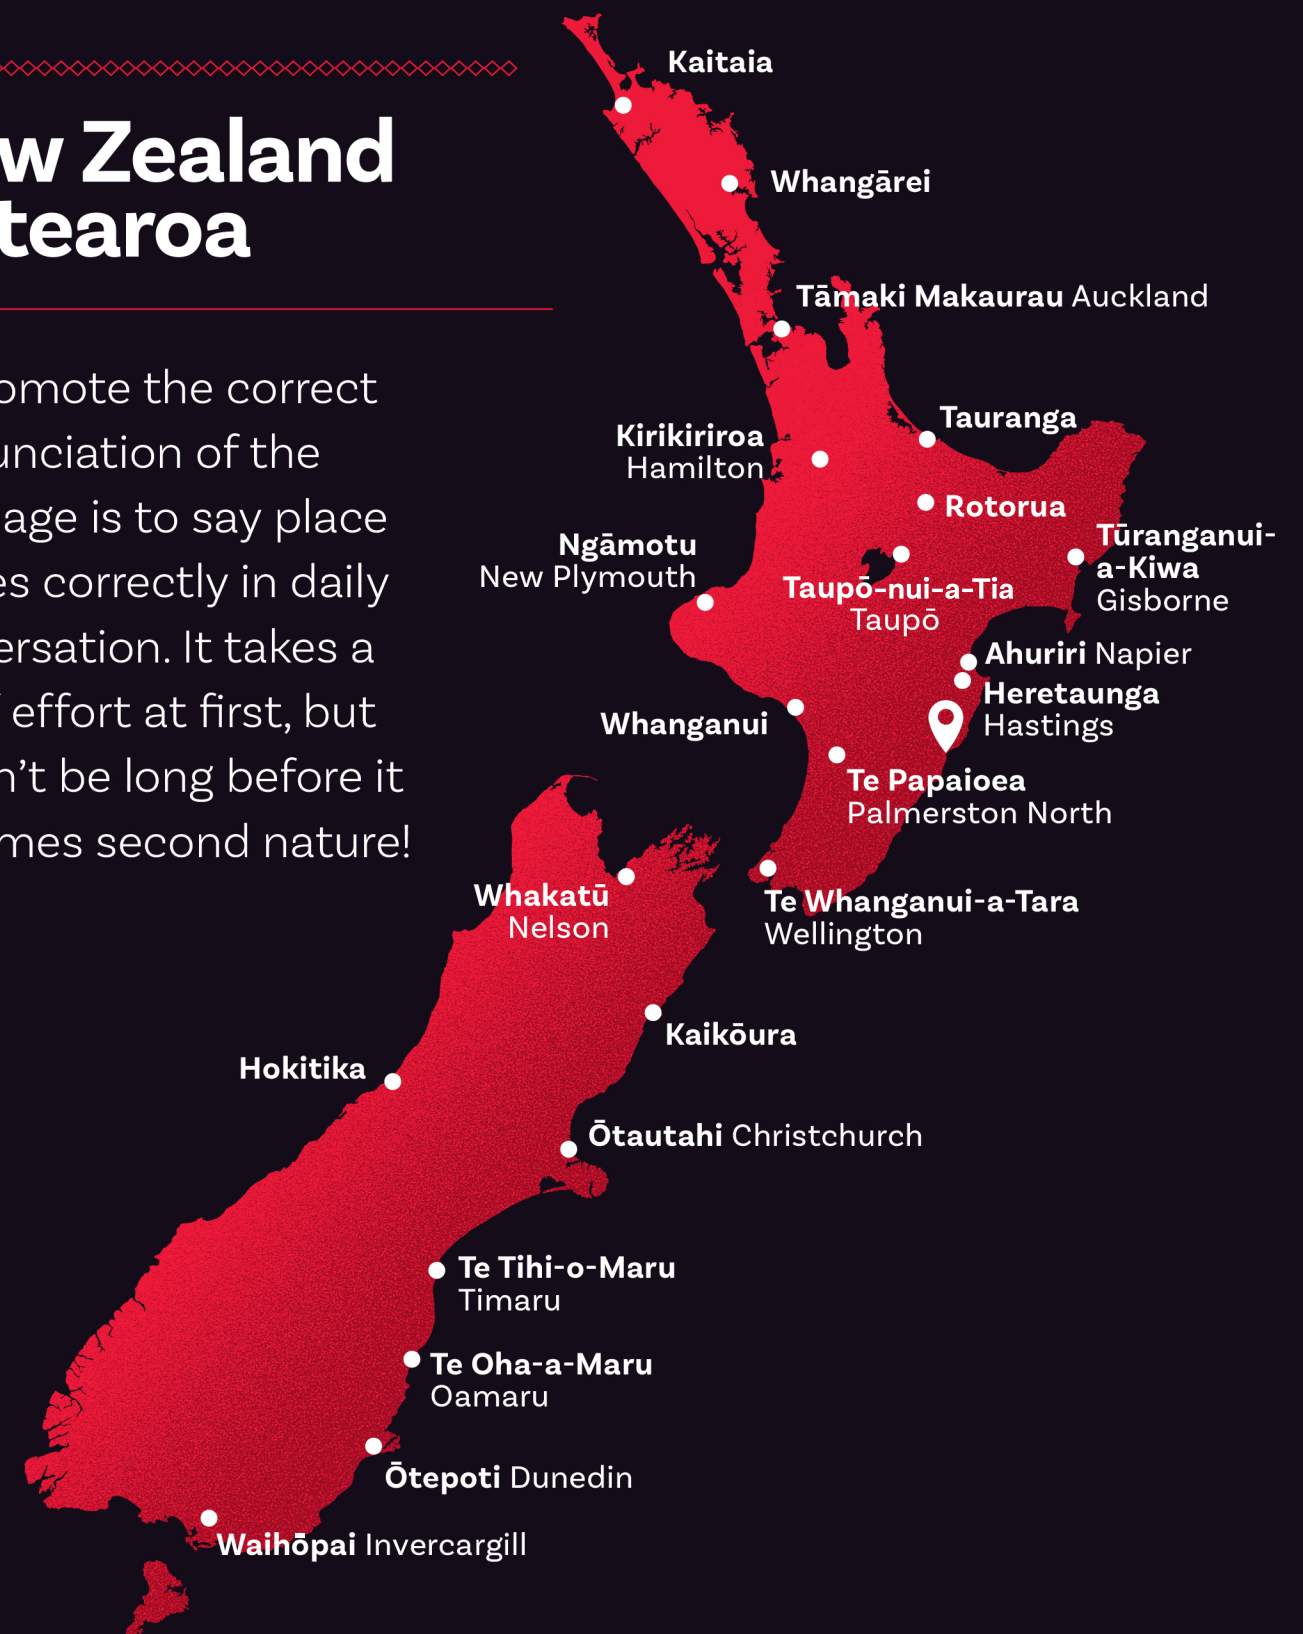 w Zealand
tearoa
omote the correct
unciation of the
age is to say place
es correctly in daily
ersation. It takes a
effort at first, but
n't be long before it
mes second nature!
Kaitaia
Whangārei
Tāmaki Makaurau Auckland
Tauranga
Kirikiriroa
Hamilton
Rotorua
Tūranganui-
a-Kiwa
Gisborne
Ngāmotu
New Plymouth
Taupō-nui-a-Tia
Taupō
Ahuriri Napier
Heretaunga
Hastings
Whanganui
Te Papaioea
Palmerston North
Whakatū
Nelson
Te Whanganui-a-Tara
Wellington
Kaikōura
Hokitika
Ōtautahi Christchurch
Te Tihi-o-Maru
Timaru
Te Oha-a-Maru
Oamaru
Ōtepoti Dunedin
Waihōpai Invercargill